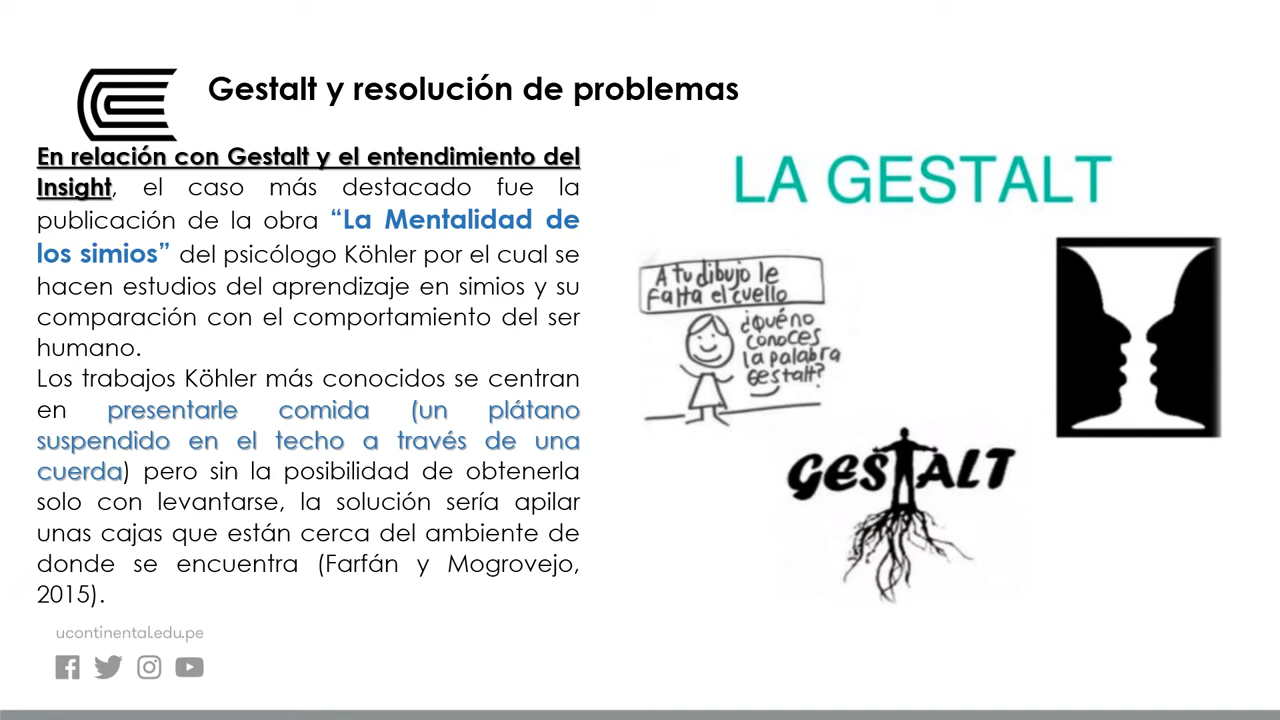 Gestalt y resolución de problemas
En relación con Gestalt y el entendimiento del
Insight, el caso más destacado fue la
publicación de la obra “La Mentalidad de
los simios” del psicólogo Köhler por el cual se
hacen estudios del aprendizaje en simios y su
comparación con el comportamiento del ser
humano.
Los trabajos Köhler más conocidos se centran
en presentarle comida (un plátano
suspendido en el techo a través de una
cuerda) pero sin la posibilidad de obtenerla
solo con levantarse, la solución sería apilar
unas cajas que están cerca del ambiente de
donde se encuentra (Farfán y Mogrovejo,
2015).
ucontinental.edu.pe
LA GESTALT
A tu dibujo le
falta el cuello
¿Qué no
conoces
la palabra
Gestalt?
GESTALT